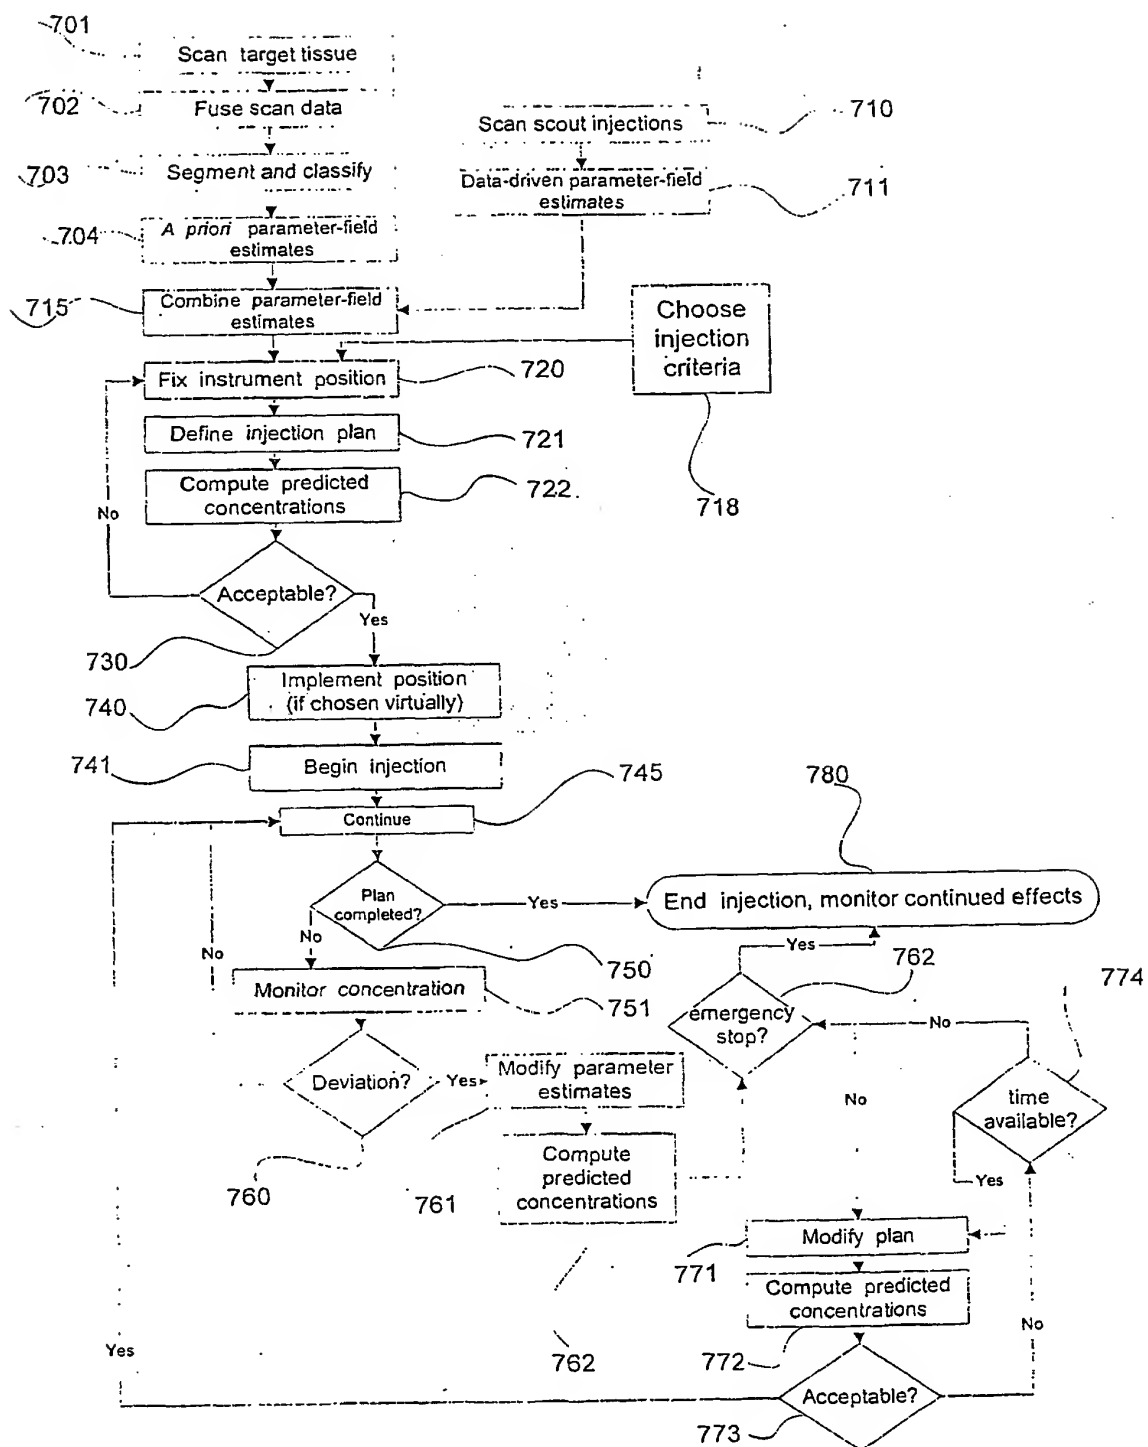 701
Scan target tissue
702
Fuse scan data
Scan scout injections
710
703
Segment and classify
Data-driven parameter-field
estimates
711
704
A priori parameter-field
estimates
715
Combine parameter-field
estimates
Choose
injection
criteria
718
Fix instrument position
720
Define injection plan
721
Compute predicted
concentrations
722
No
Acceptable?
Yes
730
Implement position
(if chosen virtually)
740
741
Begin injection
745
Continue
780
Plan
completed?
Yes
End injection, monitor continued effects
No
No
750
Yes
762
774
Monitor concentration
751
emergency
stop?
No
Deviation?
Yes
Modify parameter
estimates
No
time
available?
Yes
760
761
Compute
predicted
concentrations
762
Modify plan
771
Compute predicted
concentrations
772
No
Yes
Acceptable?
773